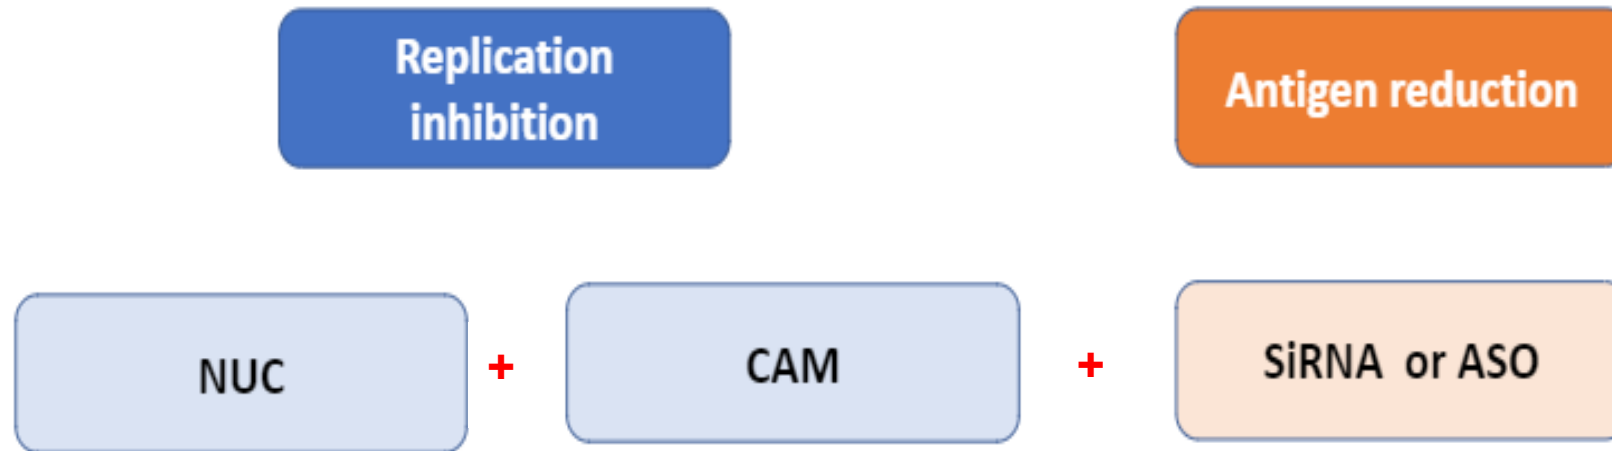 Replication
inhibition
Antigen reduction
NUC
+
CAM
+
SiRNA or ASO